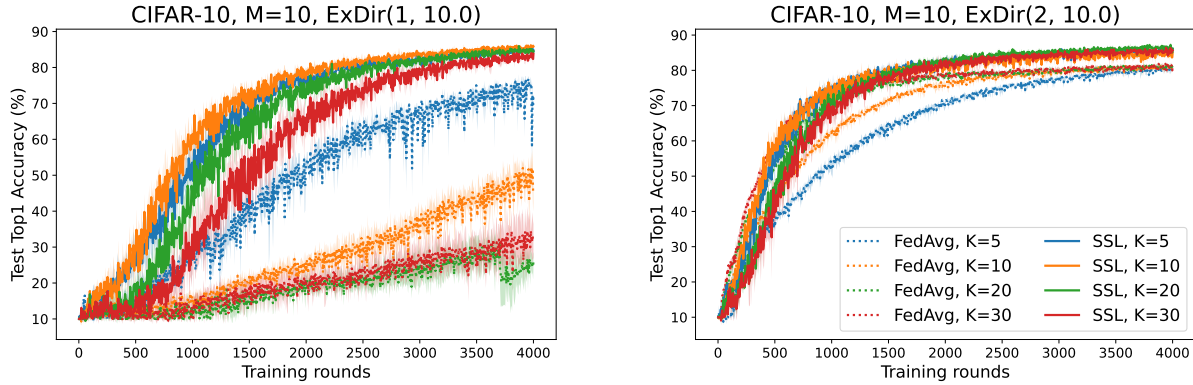 CIFAR-10, M=10, ExDir(1, 10.0)
Test Top1 Accuracy (%)
90
80
70
60
50
40
30
20
10
0
500
1000
1500
2000
2500
3000
3500
4000
Training rounds
CIFAR-10, M=10, ExDir(2, 10.0)
Test Top1 Accuracy (%)
90
80
70
60
50
40
30
20
10
FedAvg, K=5
FedAvg, K=10
FedAvg, K=20
FedAvg, K=30
SSL, K=5
SSL, K=10
SSL, K=20
SSL, K=30
0
500
1000
1500
2000
2500
3000
3500
4000
Training rounds